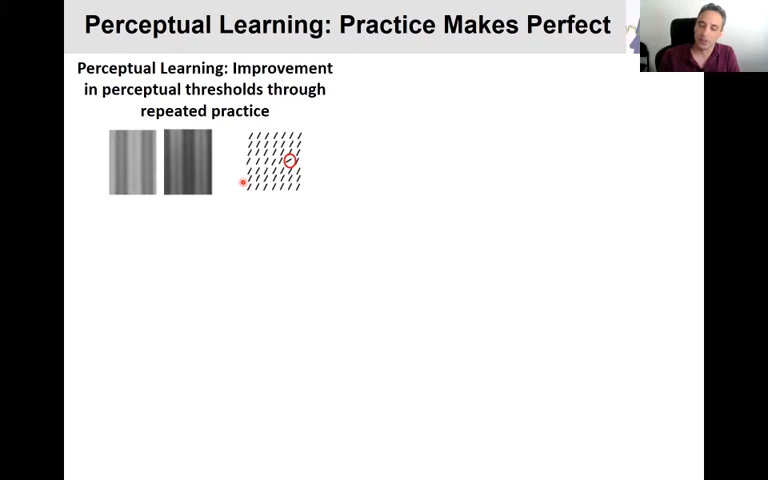 Perceptual Learning: Practice Makes Perfect
Perceptual Learning: Improvement
in perceptual thresholds through
repeated practice